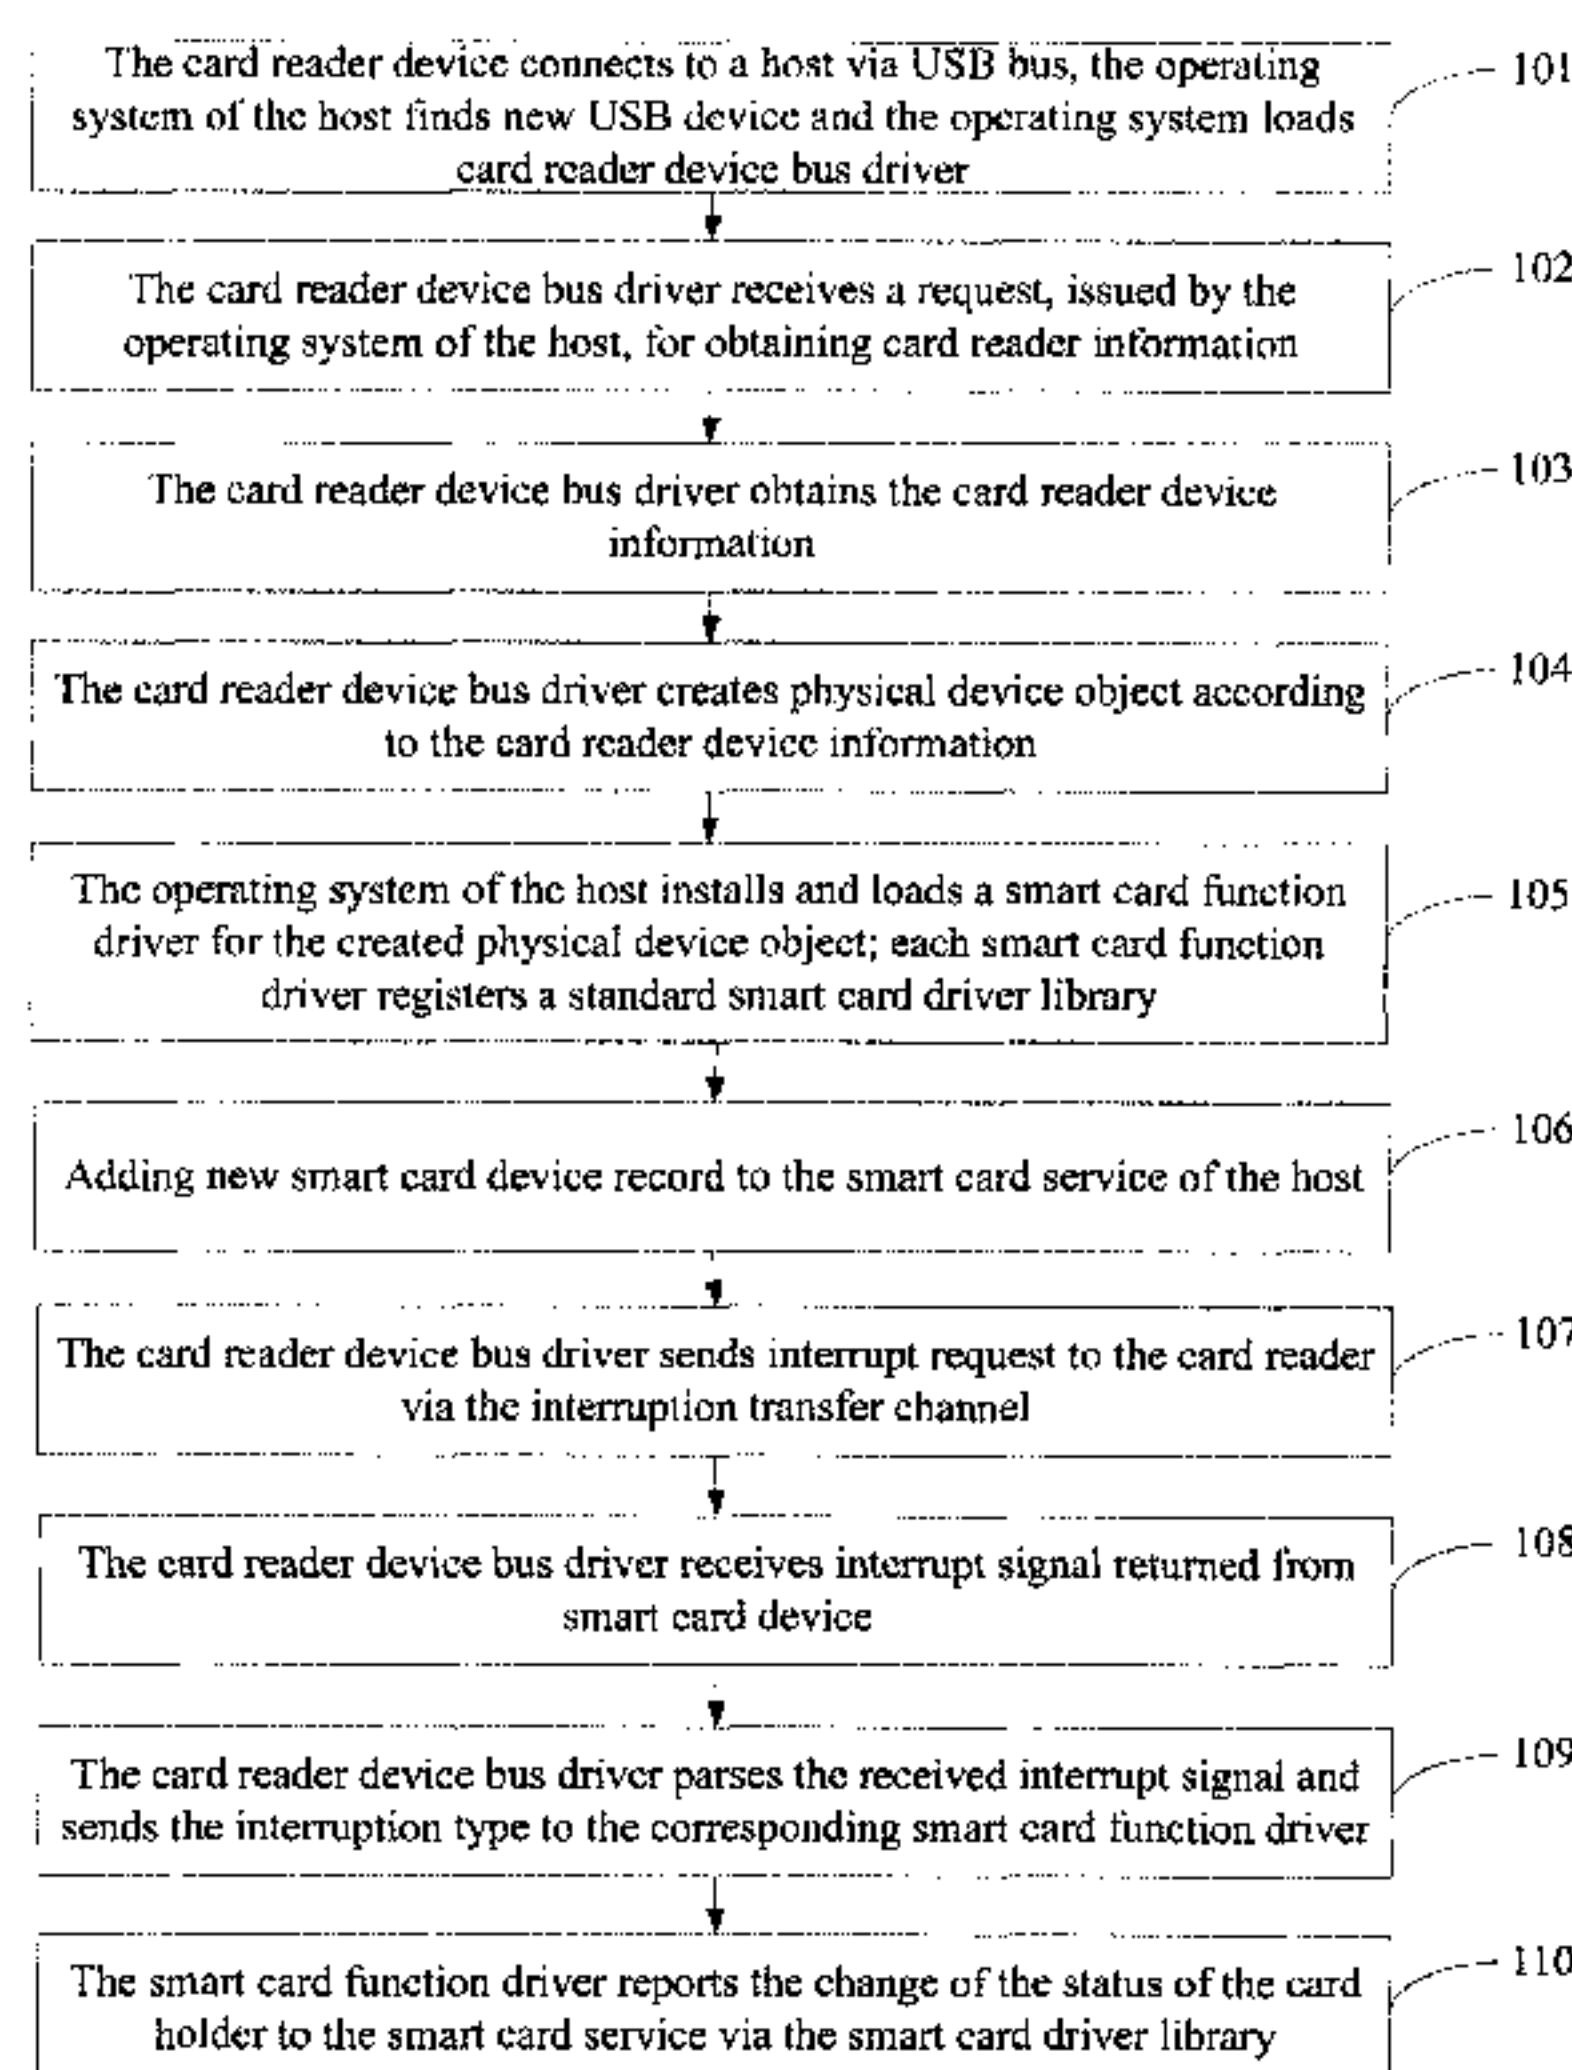 The card reader device connects to a host via USB bus, the operating
system of the host finds new USB device and the operating system loads
card reader device bus driver
101
The card reader device bus driver receives a request, issued by the
operating system of the host, for obtaining card reader information
102
The card reader device bus driver obtains the card reader device
information
103
The card reader device bus driver creates physical device object according
to the card reader device information
104
The operating system of the host installs and loads a smart card function
driver for the created physical device object; each smart card function
driver registers a standard smart card driver library
105
Adding new smart card device record to the smart card service of the host
106
The card reader device bus driver sends interrupt request to the card reader
via the interruption transfer channel
107
The card reader device bus driver receives interrupt signal returned from
smart card device
108
The card reader device bus driver parses the received interrupt signal and
sends the interruption type to the corresponding smart card function driver
109
The smart card function driver reports the change of the status of the card
holder to the smart card service via the smart card driver library
110